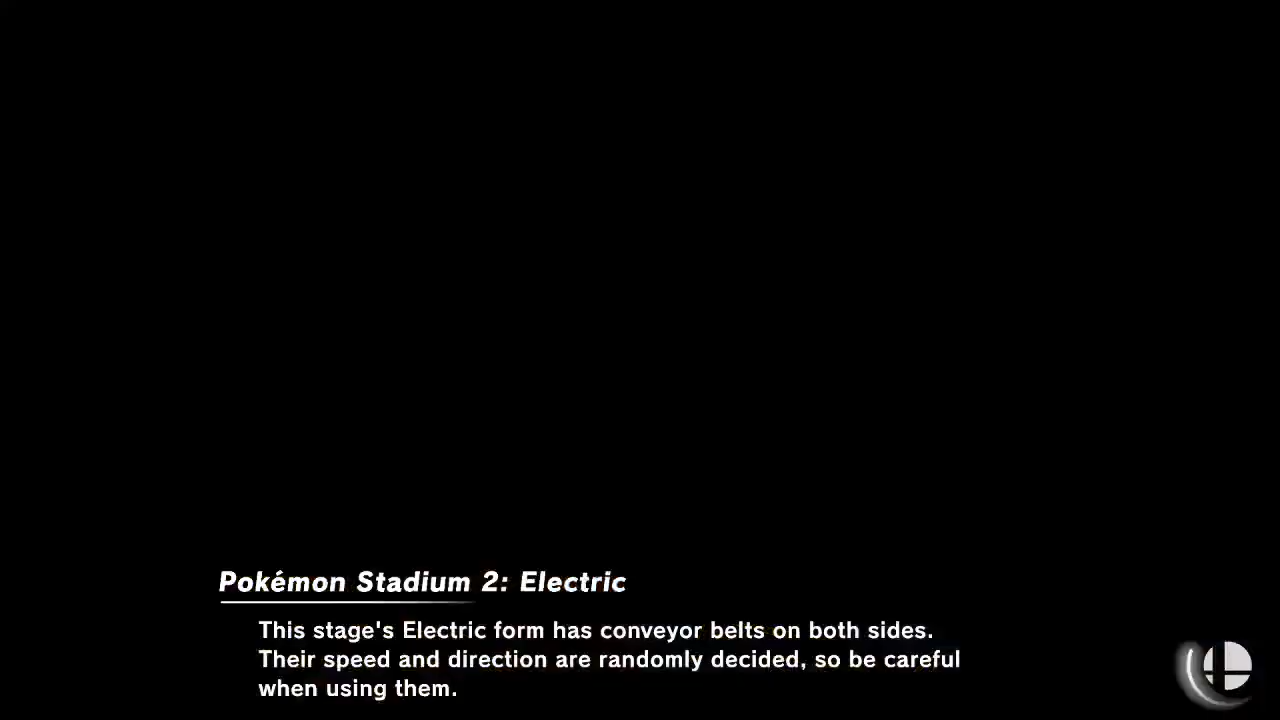 Pokémon Stadium 2: Electric
This stage's Electric form has conveyor belts on both sides.
Their speed and direction are randomly decided, so be careful
when using them.